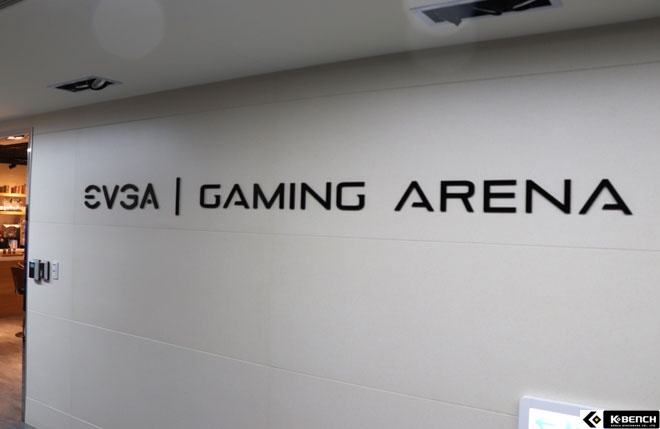 EVGA | GAMING ARENA
K-BENCH